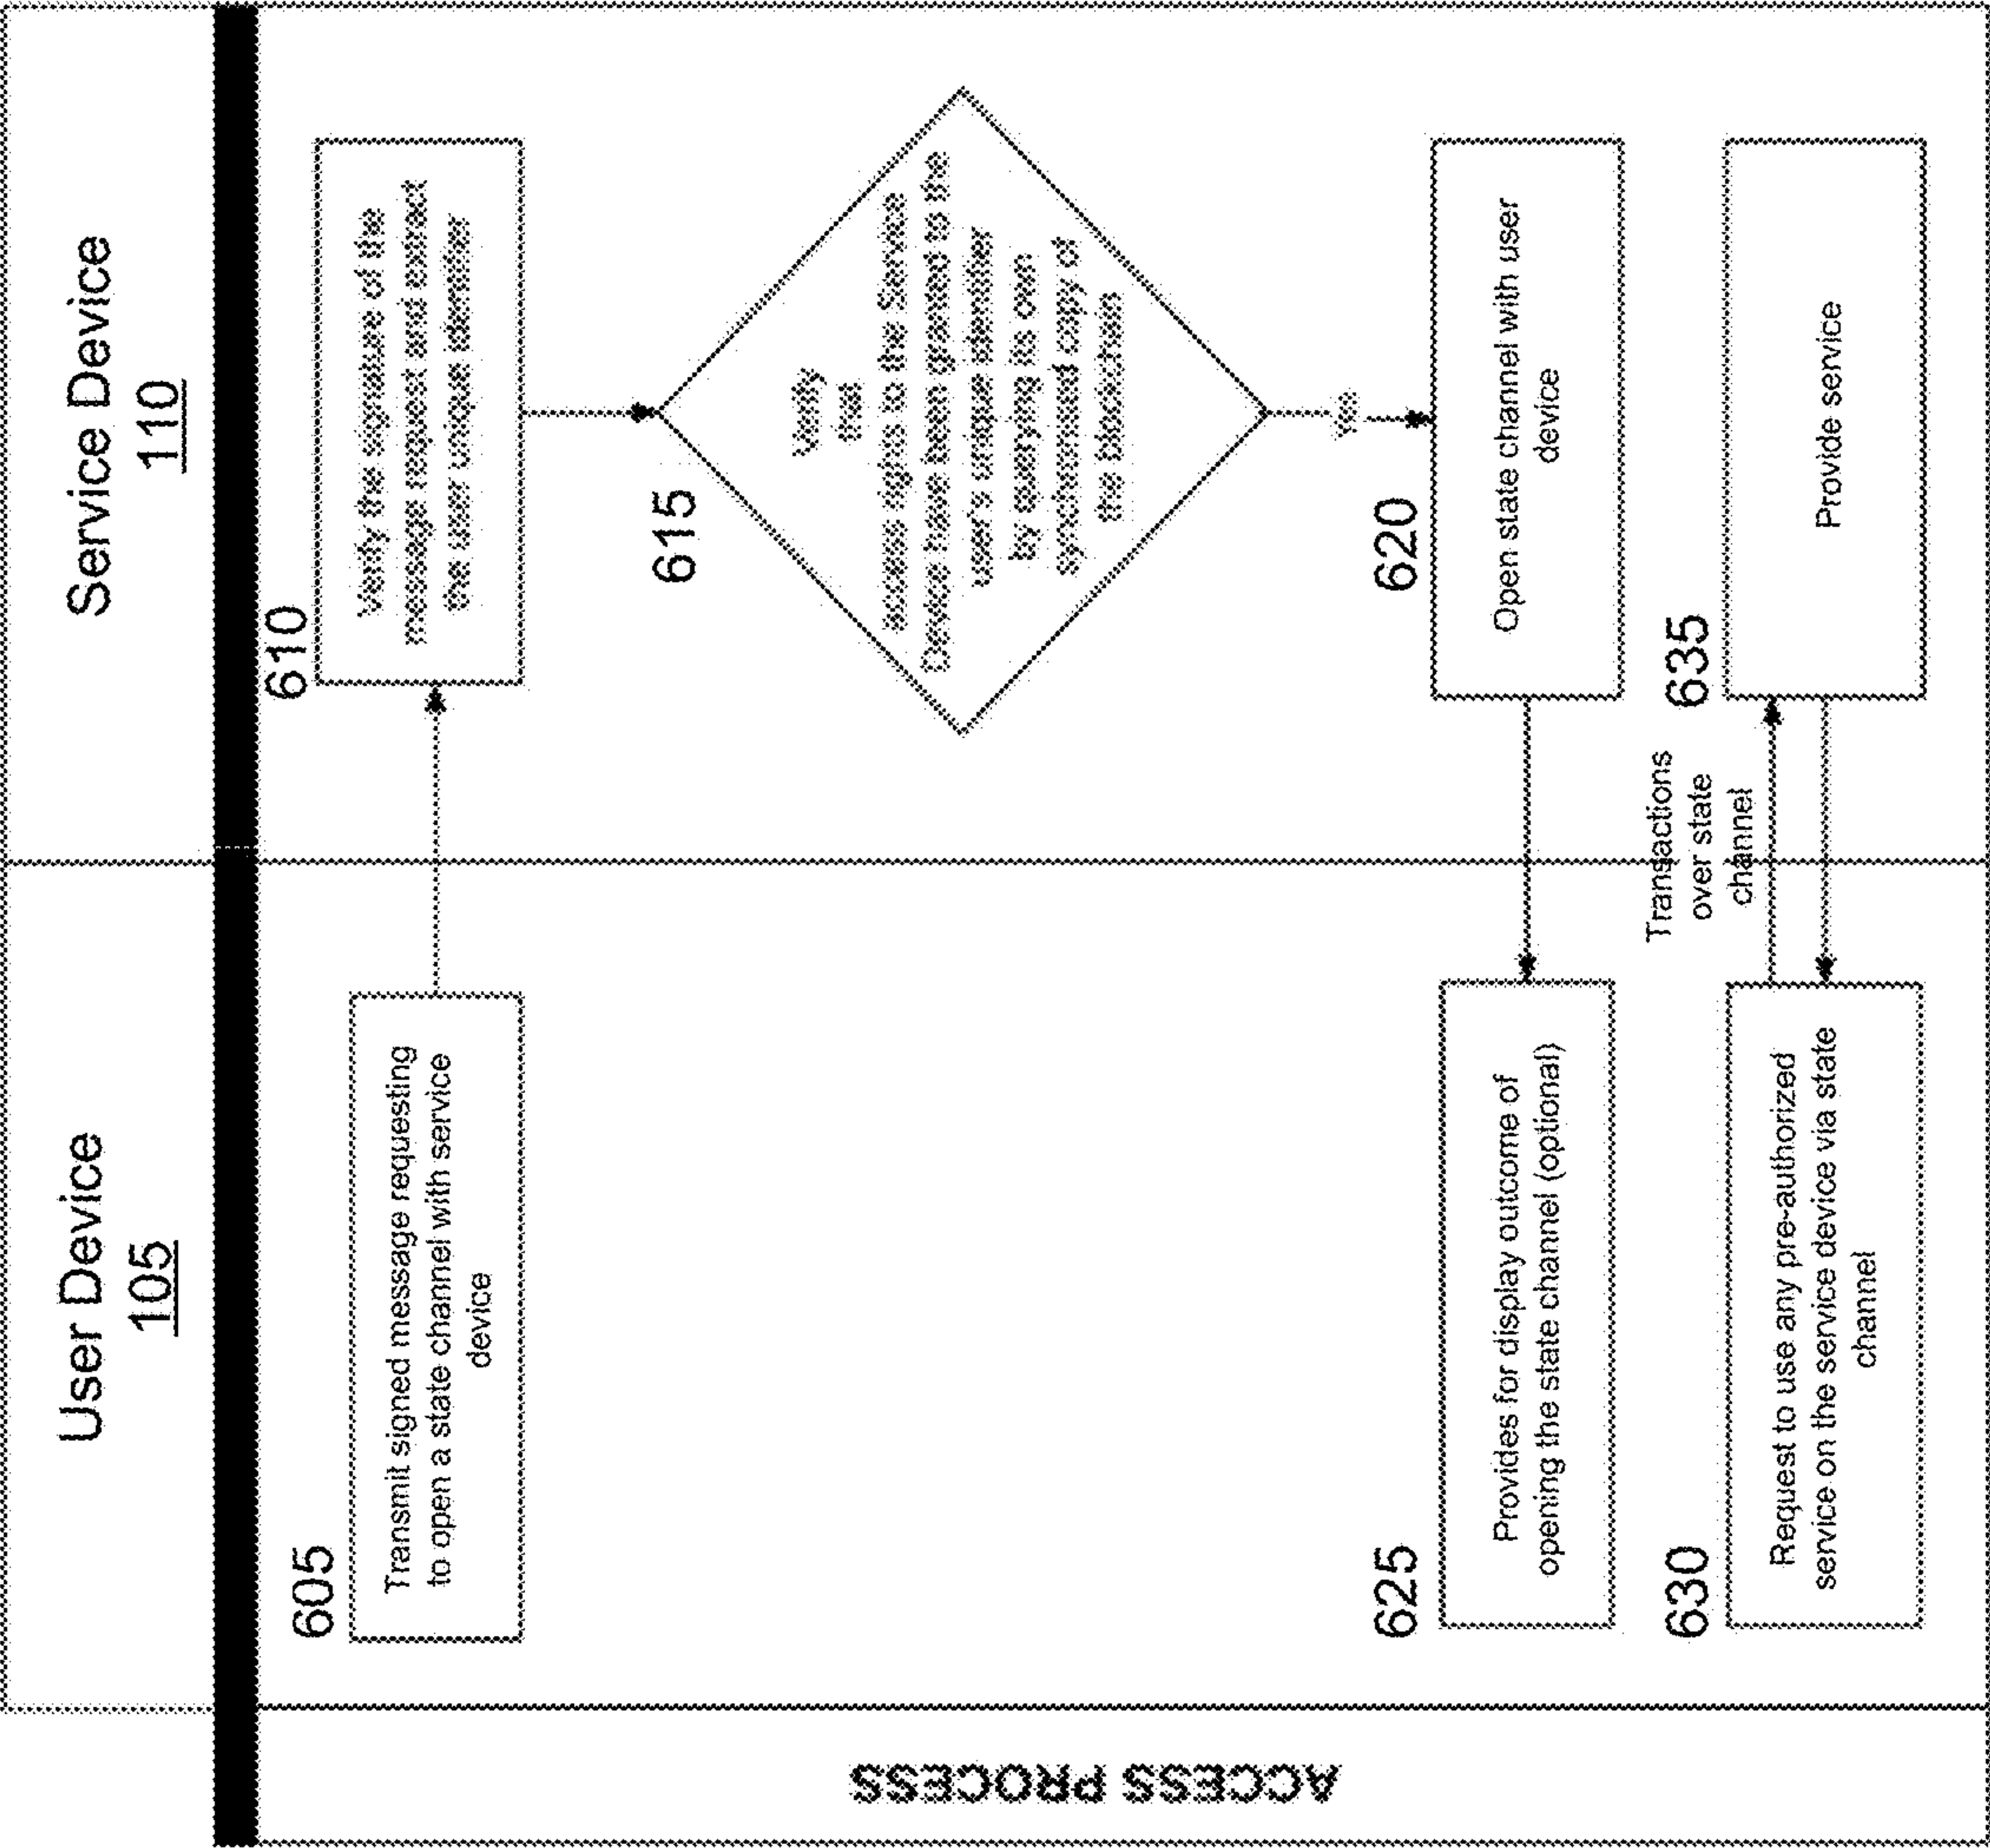 User Device
105
Service Device
110
ACCESS PROCESS
605
Transmit signed message requesting
to open a state channel with service
device
610
Verify the signature of the
message request and extract
the user unique identifier
615
Verify
that
access rights to the Service
Device have been granted to the
user's unique identifier
by querying its own
synchronised copy of
the blockchain
yes
620
Open state channel with user
device
625
Provides for display outcome of
opening the state channel (optional)
630
Request to use any pre-authorized
service on the service device via state
channel
Transactions
over state
channel
635
Provide service